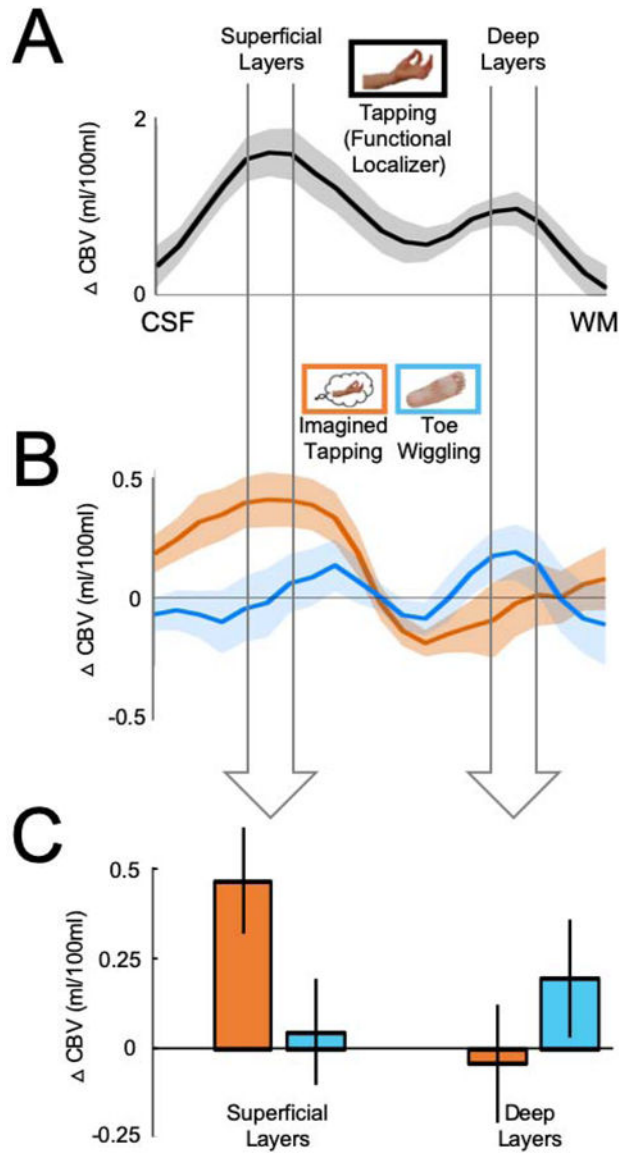 A
Superficial
Layers
Deep
Layers
Tapping
(Functional
Localizer)
Δ CBV (ml/100ml)
2
0
CSF
WM
B
Imagined
Tapping
Toe
Wiggling
Δ CBV (ml/100ml)
0.5
0
-0.5
C
Δ CBV (ml/100ml)
0.5
0.25
0
-0.25
Superficial
Layers
Deep
Layers